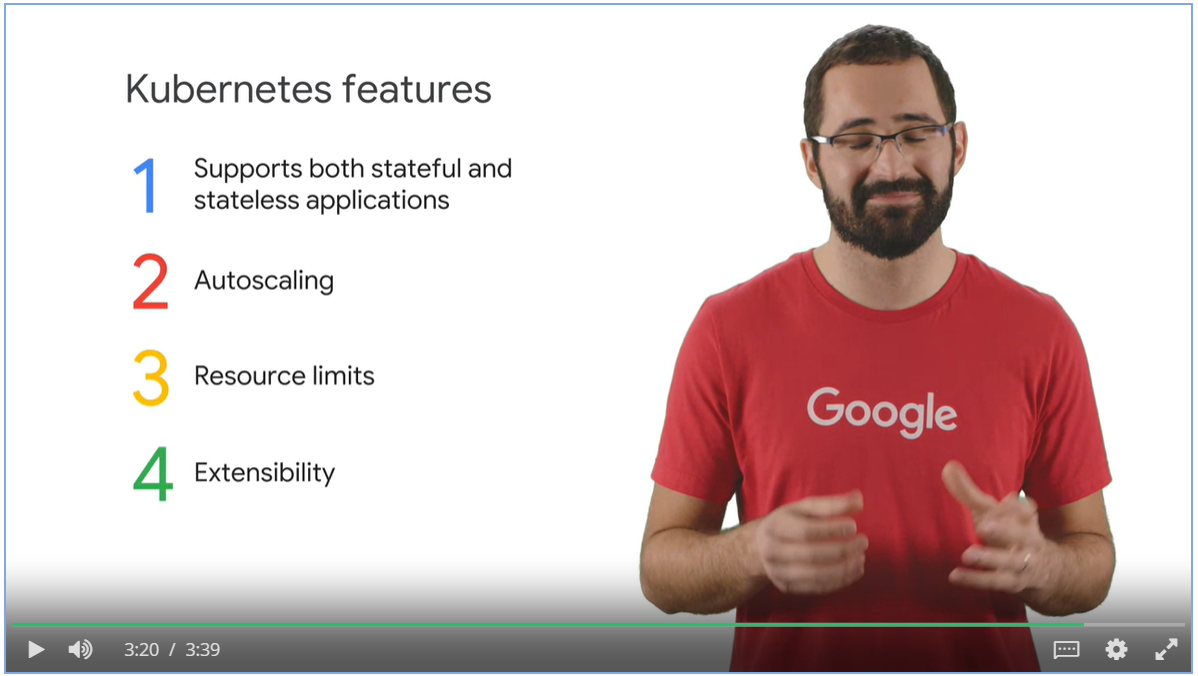 Kubernetes features
1 Supports both stateful and
stateless applications
2 Autoscaling
3 Resource limits
4 Extensibility
Google
3:20 / 3:39